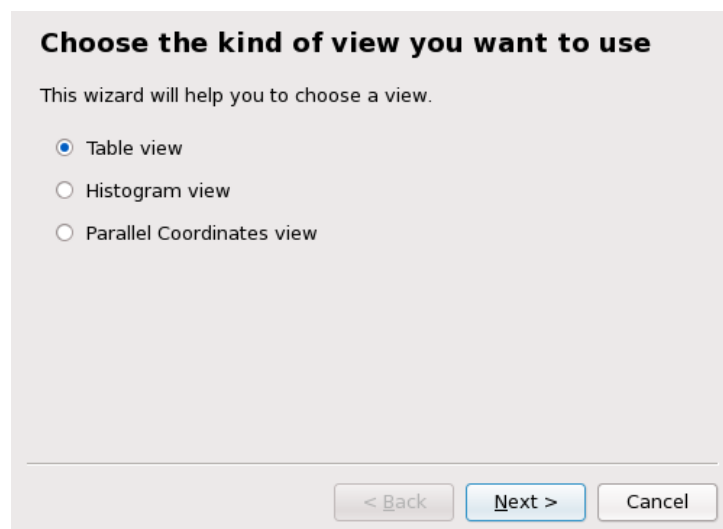 Choose the kind of view you want to use
This wizard will help you to choose a view.
Table view
Histogram view
Parallel Coordinates view
< Back Next > Cancel